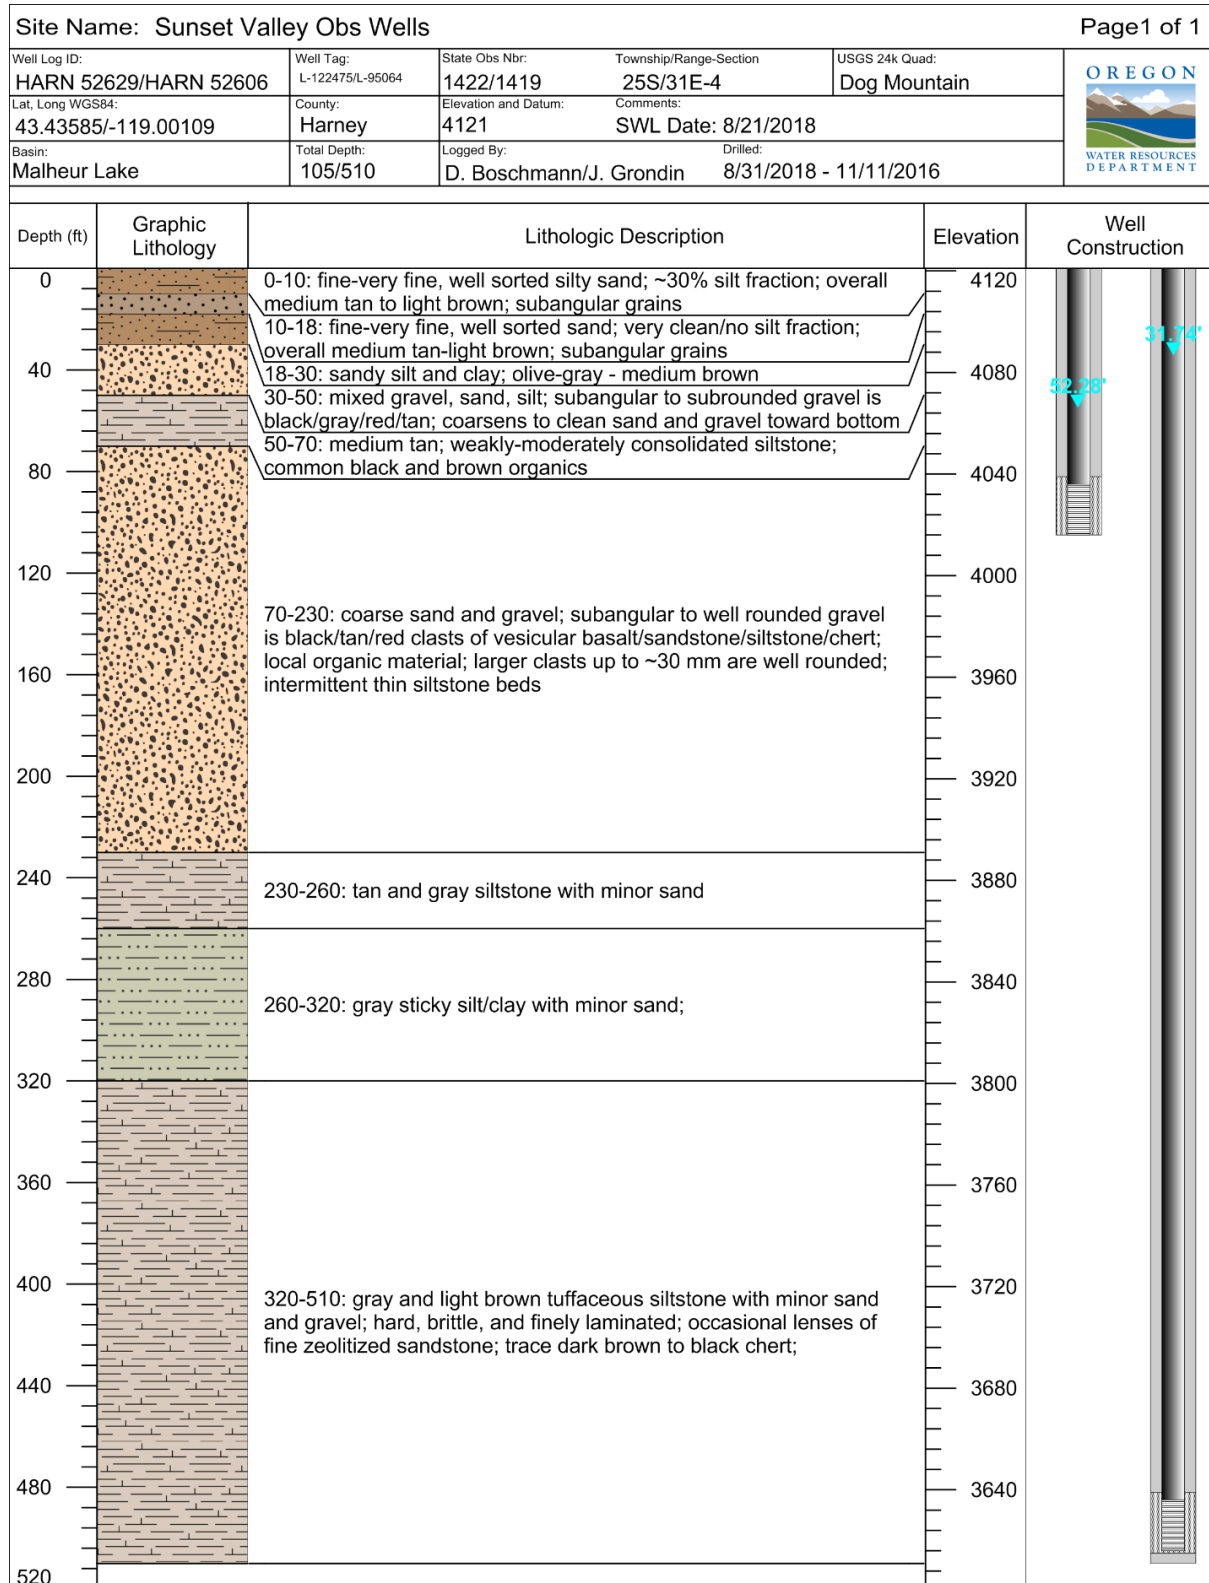 Site Name: Sunset Valley Obs Wells
Page1 of 1
Well Log ID:
HARN 52629/HARN 52606
Well Tag:
L-122475/L-95064
State Obs Nbr:
1422/1419
Township/Range-Section
25S/31E-4
USGS 24k Quad:
Dog Mountain
OREGON
WATER RESOURCES
DEPARTMENT
Lat, Long WGS84:
43.43585/-119.00109
County:
Harney
Elevation and Datum:
4121
Comments:
SWL Date: 8/21/2018
Basin:
Malheur Lake
Total Depth:
105/510
Logged By:
D. Boschmann/J. Grondin
Drilled:
8/31/2018 - 11/11/2016
Depth (ft)
Graphic
Lithology
Lithologic Description
Elevation
Well
Construction
0
40
80
120
160
200
240
280
320
360
400
440
480
520
0-10: fine-very fine, well sorted silty sand; ~30% silt fraction; overall
medium tan to light brown; subangular grains
10-18: fine-very fine, well sorted sand; very clean/no silt fraction;
overall medium tan-light brown; subangular grains
18-30: sandy silt and clay; olive-gray - medium brown
30-50: mixed gravel, sand, silt; subangular to subrounded gravel is
black/gray/red/tan; coarsens to clean sand and gravel toward bottom
50-70: medium tan; weakly-moderately consolidated siltstone;
common black and brown organics
70-230: coarse sand and gravel; subangular to well rounded gravel
is black/tan/red clasts of vesicular basalt/sandstone/siltstone/chert;
local organic material; larger clasts up to ~30 mm are well rounded;
intermittent thin siltstone beds
230-260: tan and gray siltstone with minor sand
260-320: gray sticky silt/clay with minor sand;
320-510: gray and light brown tuffaceous siltstone with minor sand
and gravel; hard, brittle, and finely laminated; occasional lenses of
fine zeolitized sandstone; trace dark brown to black chert;
4120
4080
4040
4000
3960
3920
3880
3840
3800
3760
3720
3680
3640
52.28'
31.74'